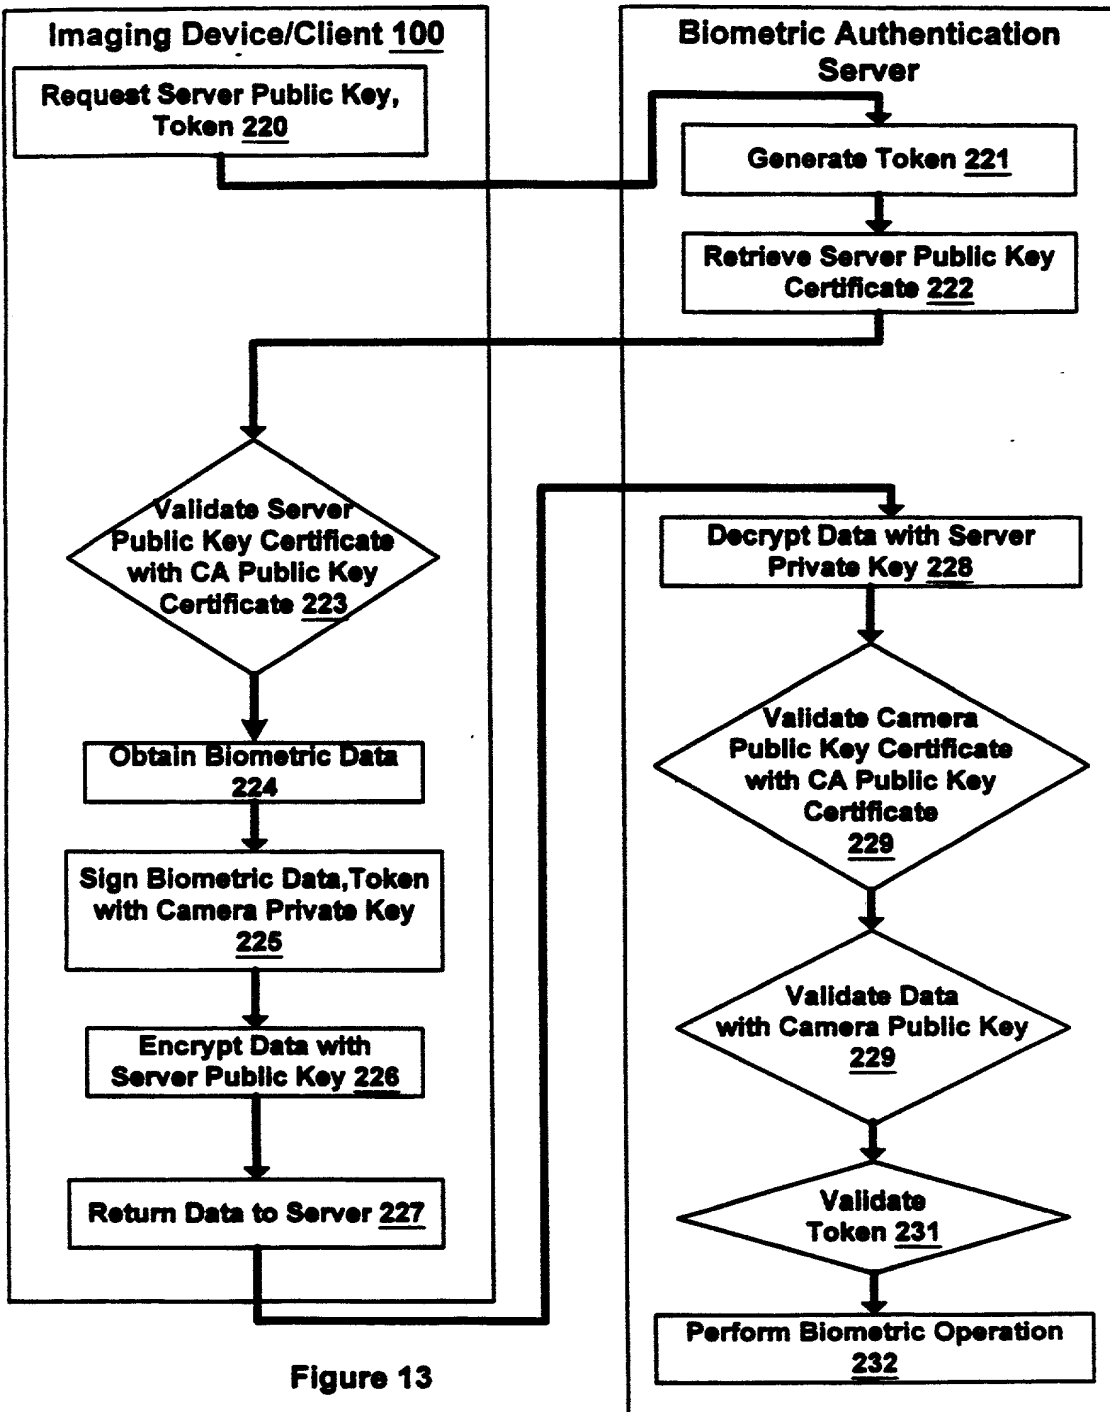 Imaging Device/Client 100
Request Server Public Key,
Token 220
Biometric Authentication
Server
Generate Token 221
Retrieve Server Public Key
Certificate 222
Validate Server
Public Key Certificate
with CA Public Key
Certificate 223
Obtain Biometric Data
224
Sign Biometric Data,Token
with Camera Private Key
225
Encrypt Data with
Server Public Key 226
Return Data to Server 227
Decrypt Data with Server
Private Key 228
Validate Camera
Public Key Certificate
with CA Public Key
Certificate
229
Validate Data
with Camera Public Key
229
Validate
Token 231
Perform Biometric Operation
232
Figure 13